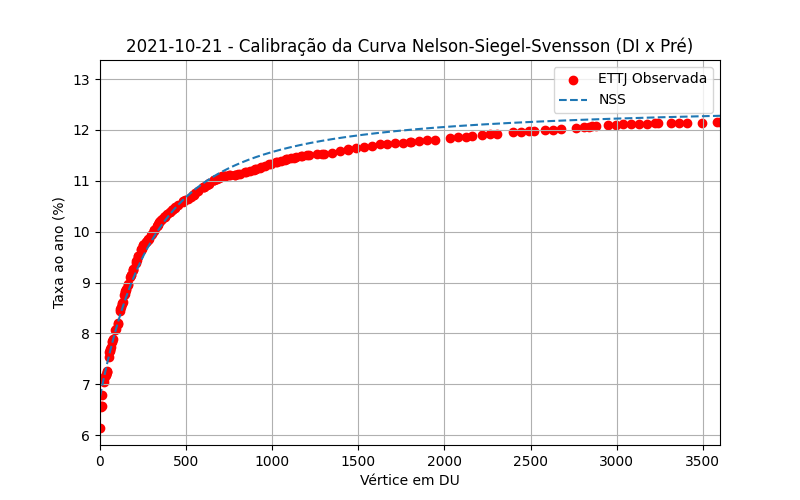 2021-10-21 - Calibração da Curva Nelson-Siegel-Svensson (DI x Pré)
ETTJ Observada
NSS
Taxa ao ano (%)
13
12
11
10
9
8
7
6
0 500 1000 1500 2000 2500 3000 3500
Vértice em DU